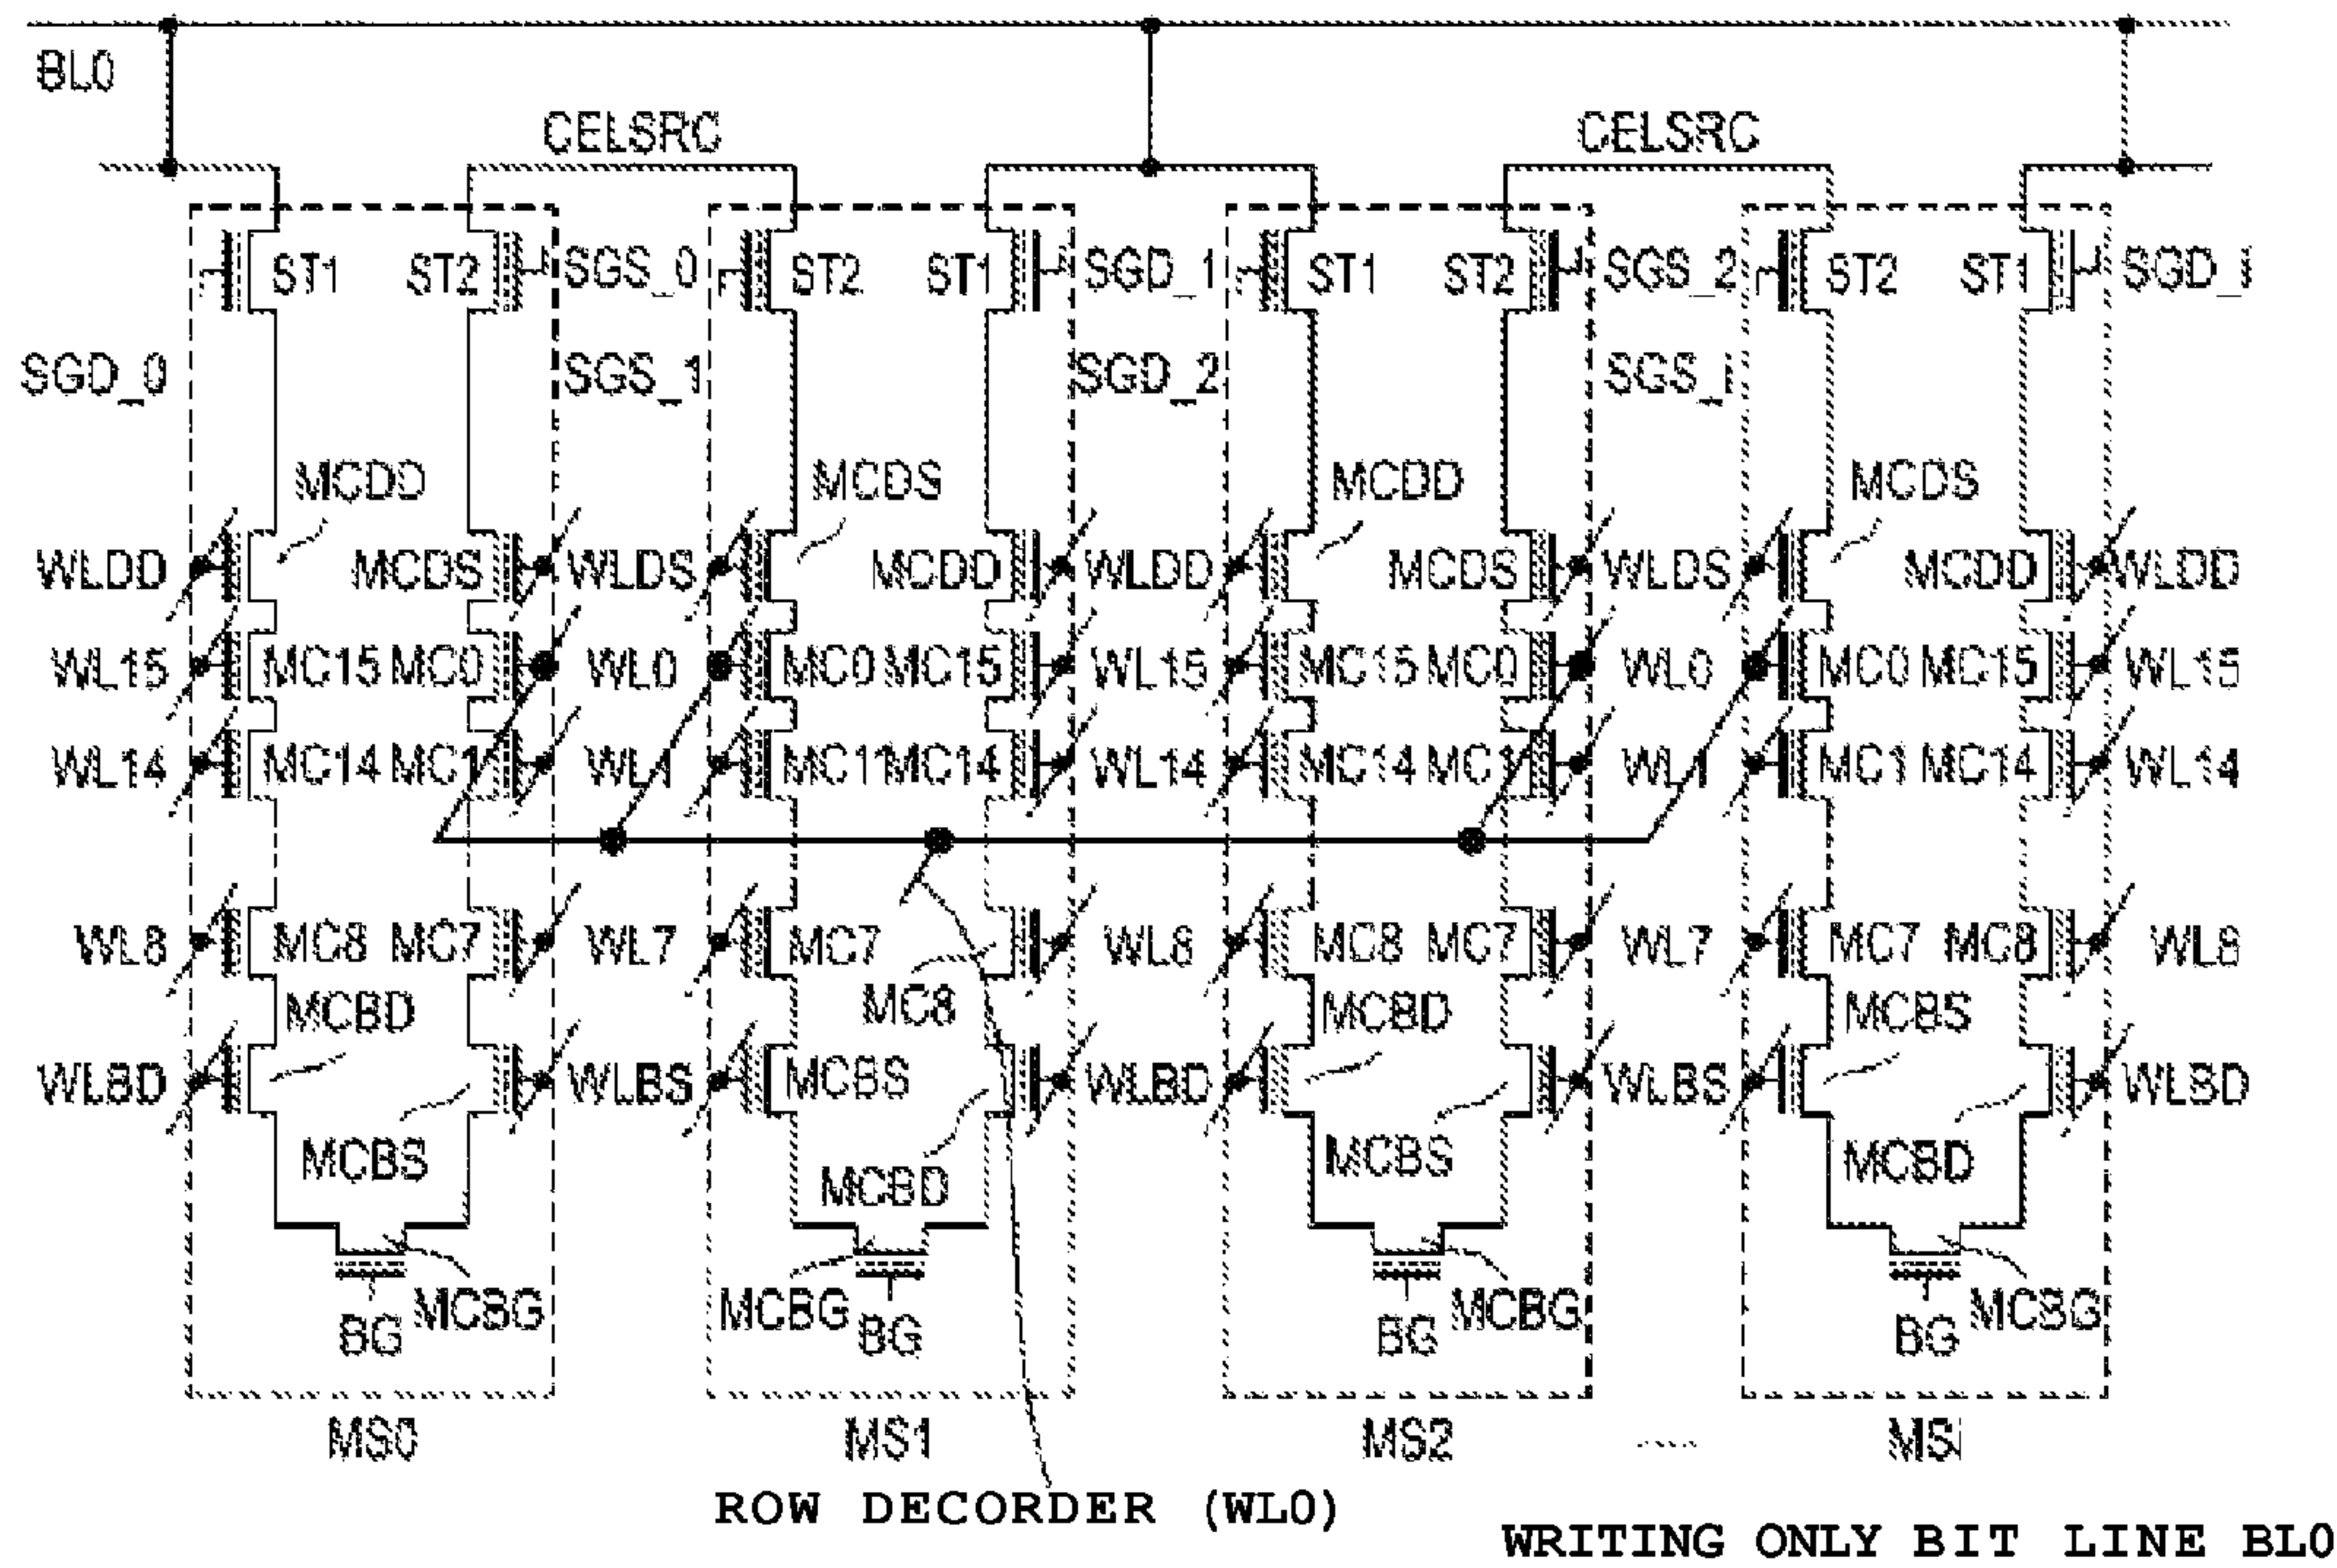 BL0
CELSRC CELSRC
ST1 ST2 SGS_0 ST2 ST1 SGD_1 ST1 ST2 SGS_2 ST2 ST1 SGD_i
SGD_0 SGS_1 SGD_2 SGS_i
MCDD MCDS MCDD MCDS
WLDD MCDS WLDS MCDD WLDD MCDS WLDS MCDD WLDD
WL15 MC15 MC0 WL0 MC0 MC15 WL15 MC15 MC0 WL0 MC0 MC15 WL15
WL14 MC14 MC1 WL1 MC11 MC14 WL14 MC14 MC1 WL1 MC1 MC14 WL14
WL8 MC8 MC7 WL7 MC7 WL8 MC8 MC7 WL7 MC7 MC8 WL8
MCBD MC8 MCBD MCBS
WLBD WLBS MCBS WLBD WLBS WLBD
MCBS MCBD MCBS MCBD
MCBG MCBG MCBG MCBG
BG BG BG BG
MS0 MS1 MS2 MSi
ROW DECORDER (WL0)
WRITING ONLY BIT LINE BL0